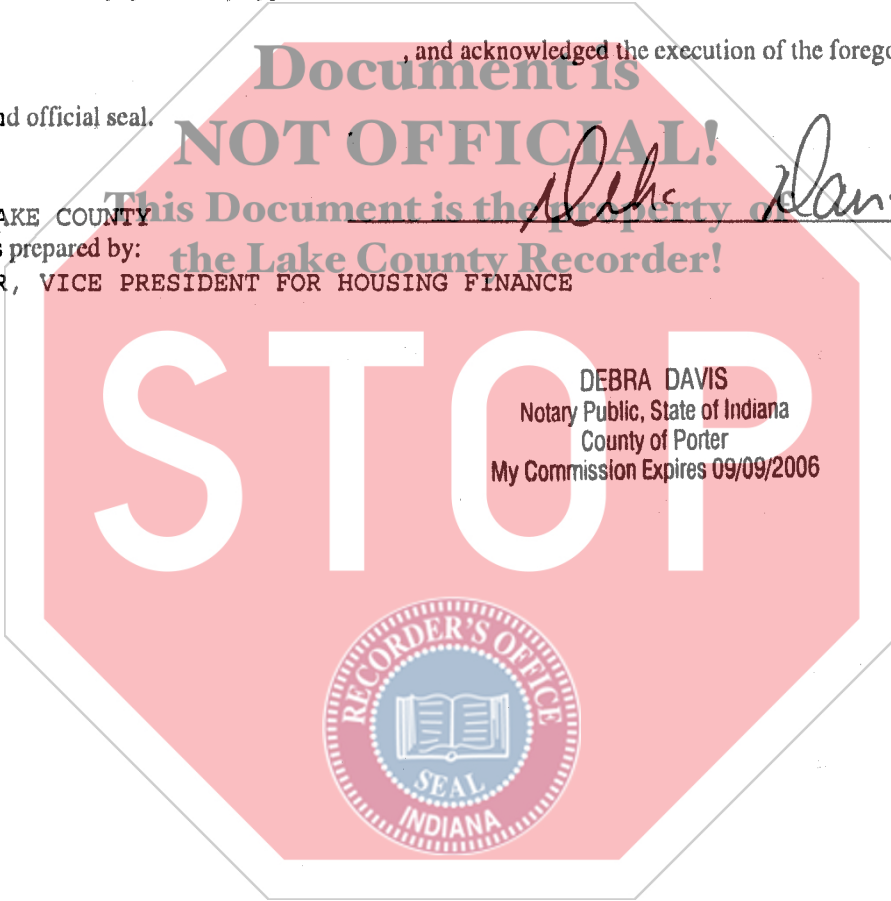 , and acknowledged the execution of the forego
Document is
nd official seal.
NOT OFFICIAL!
This Document is the property of
AKE COUNTY
s prepared by:
the Lake County Recorder!
R, VICE PRESIDENT FOR HOUSING FINANCE
STOP
DEBRA DAVIS
Notary Public, State of Indiana
County of Porter
My Commission Expires 09/09/2006
RECORDER'S OFFICE
SEAL
INDIANA